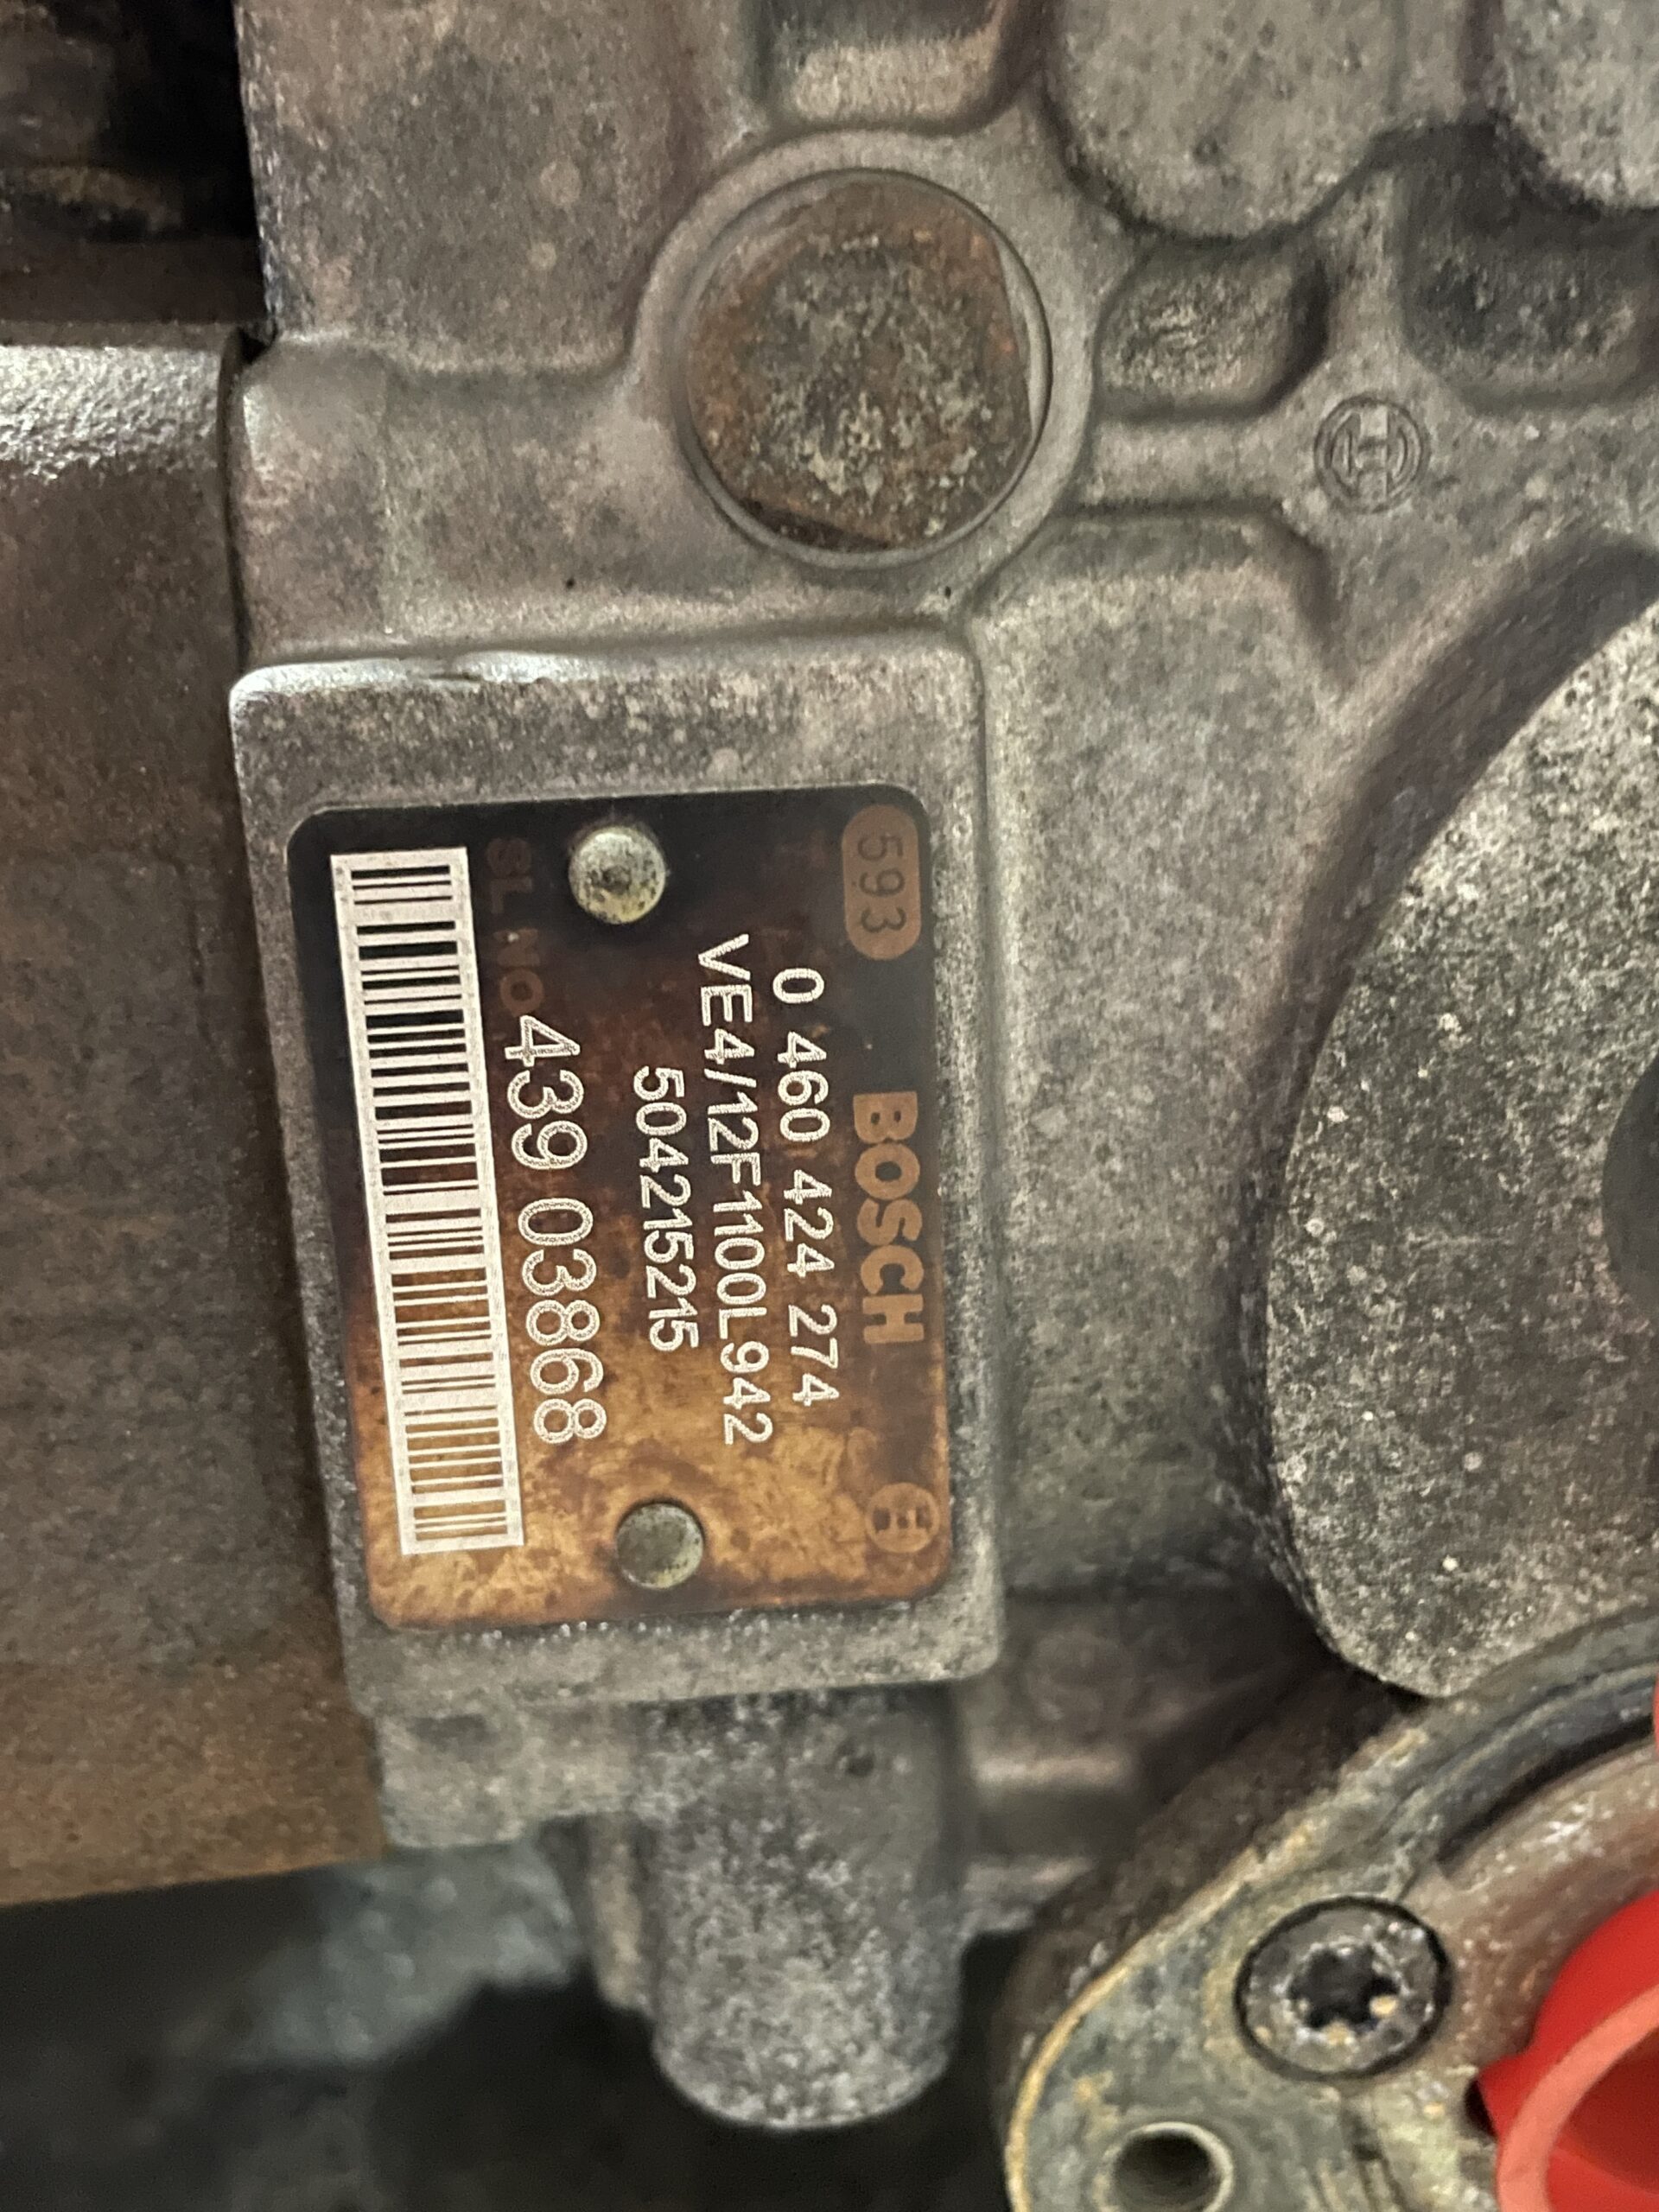 593 BOSCH
0 460 424 274
VE4/12F1100L942
504215215
SL NO 439 03868